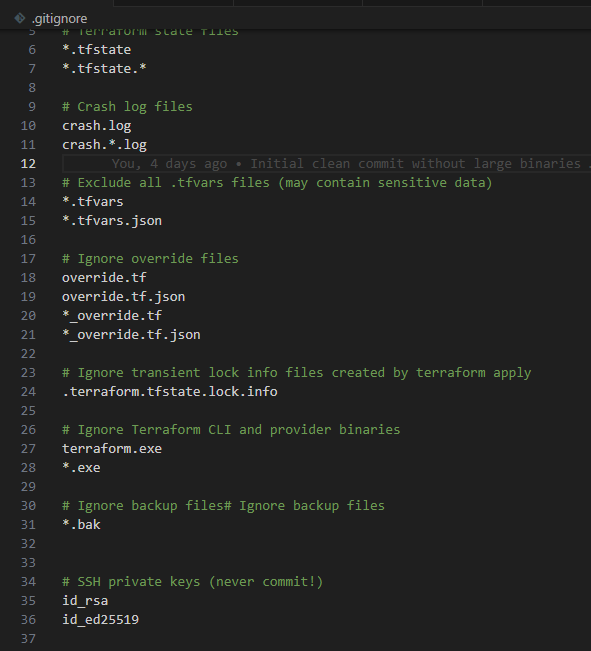 .gitignore
5 # Terraform state files
6 *.tfstate
7 *.tfstate.*
8
9 # Crash log files
10 crash.log
11 crash.*.log
12 You, 4 days ago • Initial clean commit without large binaries
13 # Exclude all .tfvars files (may contain sensitive data)
14 *.tfvars
15 *.tfvars.json
16
17 # Ignore override files
18 override.tf
19 override.tf.json
20 *_override.tf
21 *_override.tf.json
22
23 # Ignore transient lock info files created by terraform apply
24 .terraform.tfstate.lock.info
25
26 # Ignore Terraform CLI and provider binaries
27 terraform.exe
28 *.exe
29
30 # Ignore backup files# Ignore backup files
31 *.bak
32
33
34 # SSH private keys (never commit!)
35 id_rsa
36 id_ed25519
37